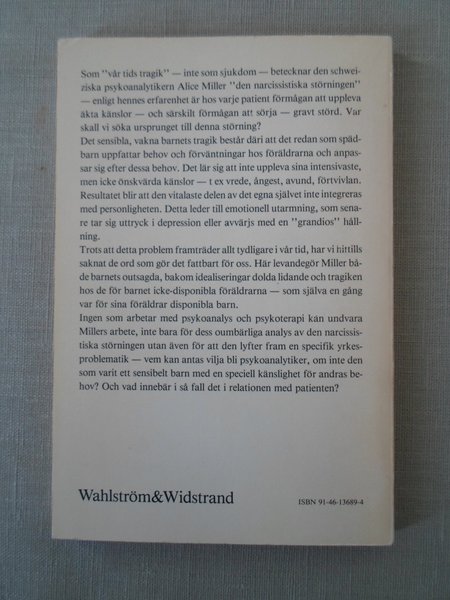 Som "vår tids tragik" — inte som sjukdom — betecknar den schwei-
ziska psykoanalytikern Alice Miller "den narcissistiska störningen"
— enligt hennes erfarenhet är hos varje patient förmågan att uppleva
äkta känslor — och särskilt förmågan att sörja — gravt störd. Var
skall vi söka ursprunget till denna störning?
Det sensibla, vakna barnets tragik består däri att det redan som späd-
barn uppfattar behov och förväntningar hos föräldrarna och anpas-
sar sig efter dessa behov. Det lär sig att inte uppleva sina intensivaste,
men icke önskvärda känslor — t ex vrede, ångest, avund, förtvivlan.
Resultatet blir att den vitalaste delen av det egna självet inte integreras
med personligheten. Detta leder till emotionell utarmning, som sena-
re tar sig uttryck i depression eller avvärjs med en "grandios" håll-
ning.
Trots att detta problem framträder allt tydligare i vår tid, har vi hittills
saknat de ord som gör det fattbart för oss. Här levandegör Miller bå-
de barnets outsagda, bakom idealiseringar dolda lidande och tragiken
hos de för barnet icke-disponibla föräldrarna — som själva en gång
var för sina föräldrar disponibla barn.
Ingen som arbetar med psykoanalys och psykoterapi kan undvara
Millers arbete, inte bara för dess oumbärliga analys av den narcissis-
tiska störningen utan även för att den lyfter fram en specifik yrkes-
problematik — vem kan antas vilja bli psykoanalytiker, om inte den
som varit ett sensibelt barn med en speciell känslighet för andras be-
hov? Och vad innebär i så fall det i relationen med patienten?
Wahlström&Widstrand
ISBN 91-46-13689-4